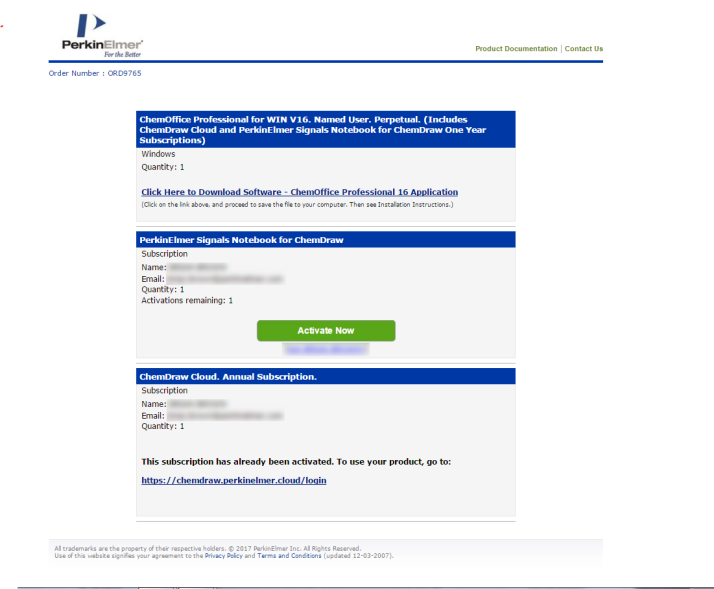 PerkinElmer
For the Better
Product Documentation | Contact Us
Order Number : ORD9765
ChemOffice Professional for WIN V16. Named User. Perpetual. (Includes
ChemDraw Cloud and PerkinElmer Signals Notebook for ChemDraw One Year
Subscriptions)
Windows
Quantity: 1
Click Here to Download Software - ChemOffice Professional 16 Application
(Click on the link above, and proceed to save the file to your computer. Then see Installation Instructions.)
PerkinElmer Signals Notebook for ChemDraw
Subscription
Name:
Email:
Quantity: 1
Activations remaining: 1
Activate Now
ChemDraw Cloud. Annual Subscription.
Subscription
Name:
Email:
Quantity: 1
This subscription has already been activated. To use your product, go to:
https://chemdraw.perkinelmer.cloud/login
All trademarks are the property of their respective holders. © 2017 PerkinElmer Inc. All Rights Reserved.
Use of this website signifies your agreement to the Privacy Policy and Terms and Conditions (updated 12-03-2007).